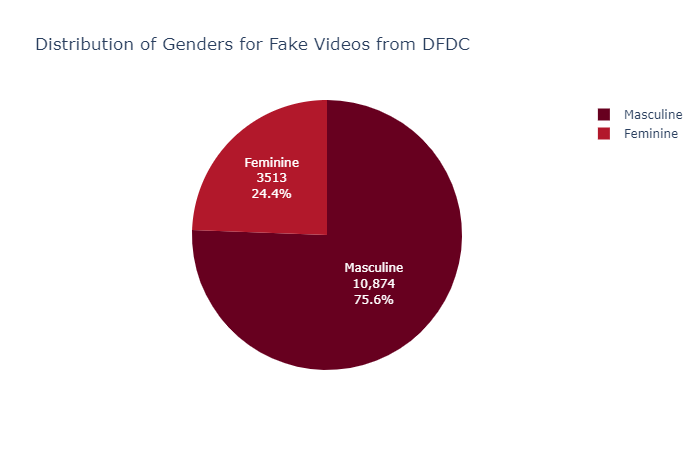 Distribution of Genders for Fake Videos from DFDC
Masculine
Feminine
Feminine
3513
24.4%
Masculine
10,874
75.6%